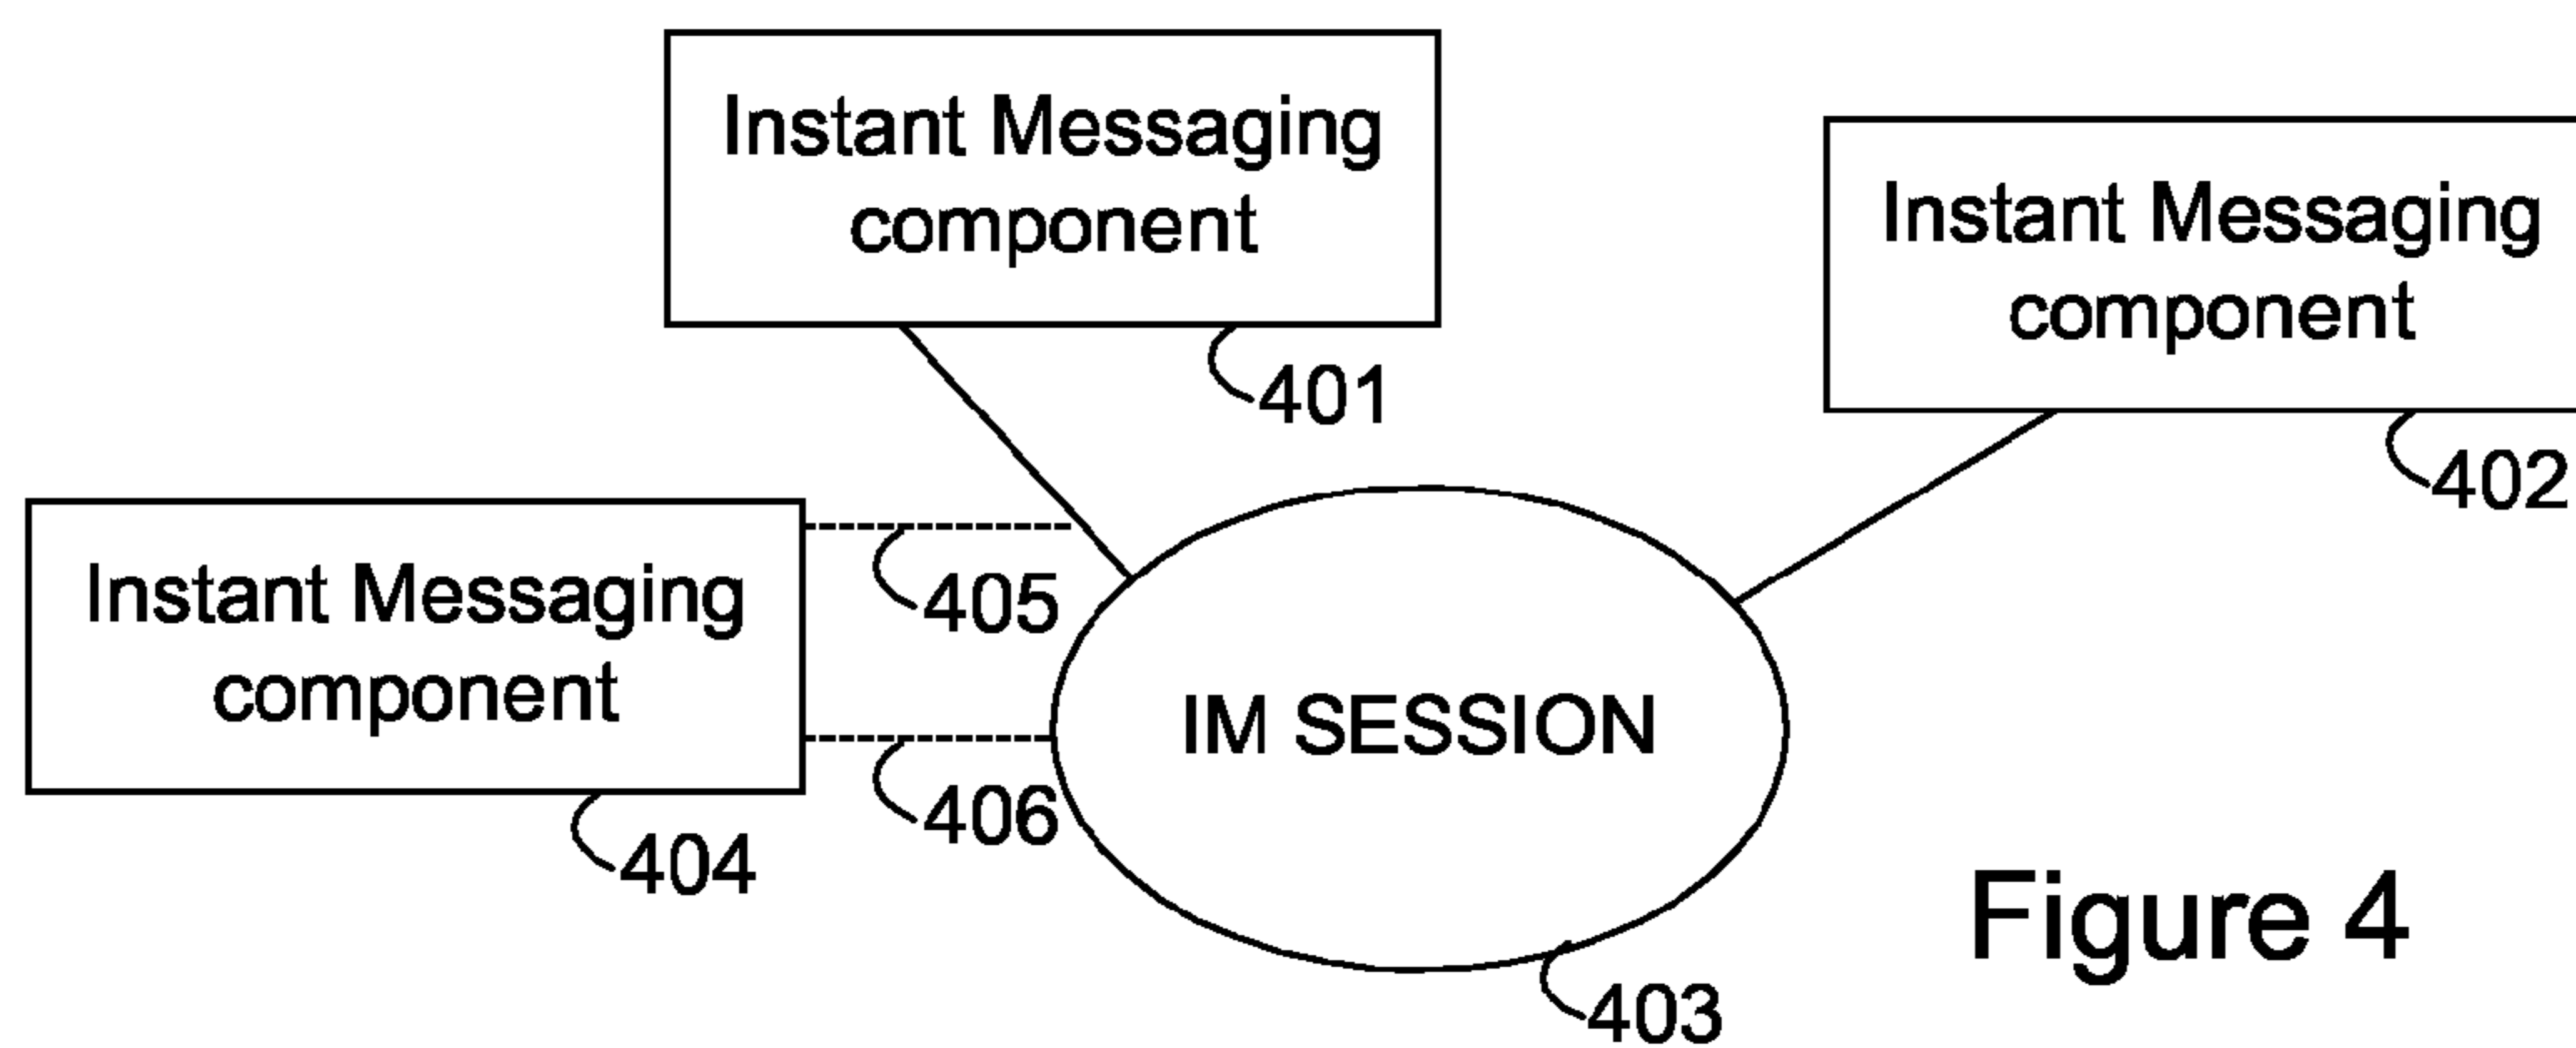 Instant Messaging
component
401
Instant Messaging
component
402
Instant Messaging
component
404
405
406
IM SESSION
403
Figure 4